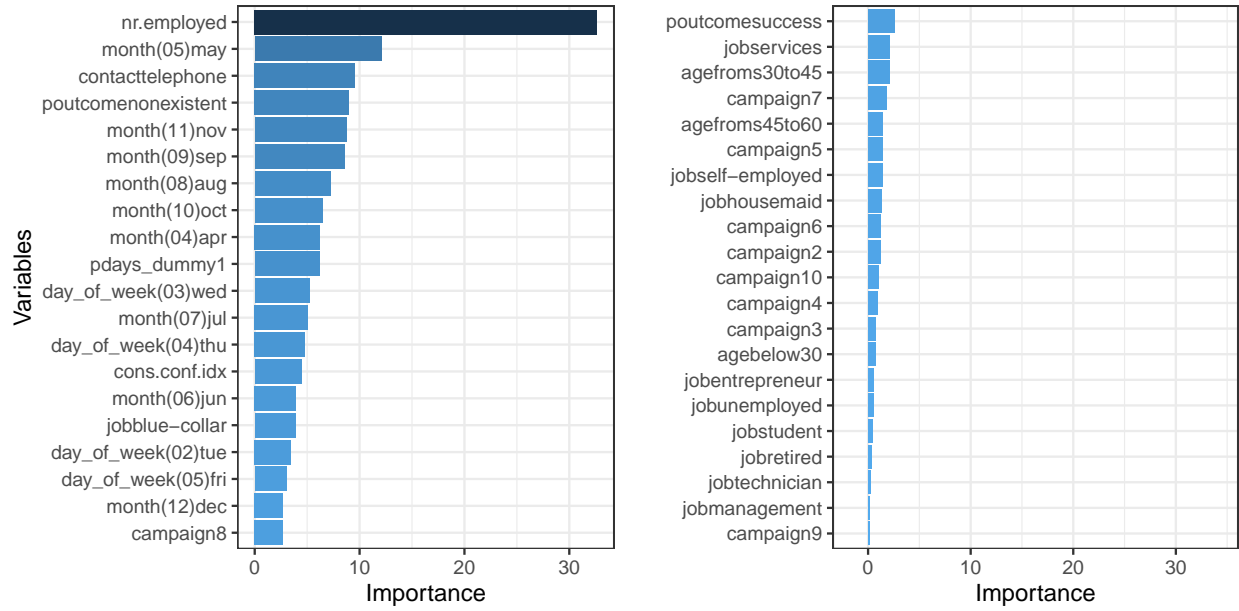 Variables
nr.employed
month(05)may
contacttelephone
poutcomenonexistent
month(11)nov
month(09)sep
month(08)aug
month(10)oct
month(04)apr
pdays_dummy1
day_of_week(03)wed
month(07)jul
day_of_week(04)thu
cons.conf.idx
month(06)jun
jobblue−collar
day_of_week(02)tue
day_of_week(05)fri
month(12)dec
campaign8
0 10 20 30
Importance
poutcomesuccess
jobservices
agefroms30to45
campaign7
agefroms45to60
campaign5
jobself−employed
jobhousemaid
campaign6
campaign2
campaign10
campaign4
campaign3
agebelow30
jobentrepreneur
jobunemployed
jobstudent
jobretired
jobtechnician
jobmanagement
campaign9
0 10 20 30
Importance